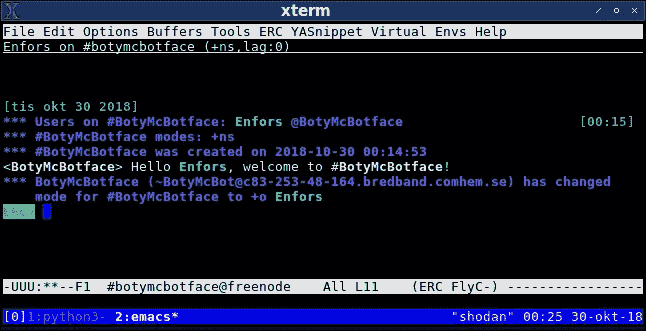 xterm
File Edit Options Buffers Tools ERC YASnippet Virtual Envs Help
Enfors on #botymcbotface (+ns,lag:0)
[tis okt 30 2018]
*** Users on #BotyMcBotface: Enfors @BotyMcBotface [00:15]
*** #BotyMcBotface modes: +ns
*** #BotyMcBotface was created on 2018-10-30 00:14:53
<BotyMcBotface> Hello Enfors, welcome to #BotyMcBotface!
*** BotyMcBotface (~BotyMcBot@c83-253-48-164.bredband.comhem.se) has changed
mode for #BotyMcBotface to +o Enfors
-UUU:**--F1 #botymcbotface@freenode All L11 (ERC FlyC-) -----------------
[0]1:python3- 2:emacs* "shodan" 00:25 30-okt-18